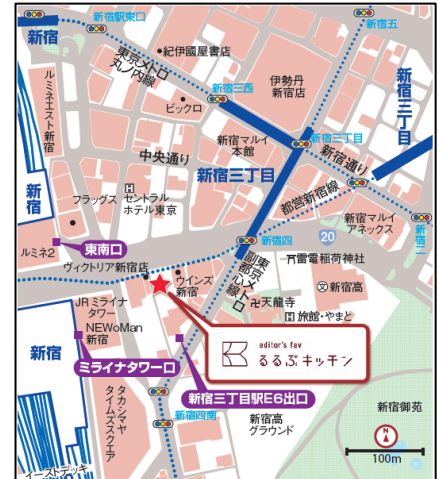 新宿駅東口
新宿五
新宿
紀伊國屋書店
東京メトロ
丸ノ内線
ルミネエスト新宿
伊勢丹
新宿店
新宿三西
ビックロ
新宿三丁目
新宿三丁目
新宿マルイ
本館
中央通り
新宿通り
新宿三丁目
フラッグス
H
セントラル
ホテル東京
都営新宿線
新宿
新宿マルイ
アネックス
新宿二
ルミネ2
東南口
新宿四
20
ヴィクトリア新宿店
東京メトロ
副都心線
雷電稲荷神社
ウインズ
新宿
文
新宿高
天龍寺
JRミライナ
タワー
H
旅館・やまと
NEWoMan
新宿
editor's fav
るるぶキッチン
新宿
ミライナタワー口
新宿三丁目駅E6出口
タカシマヤ
タイムズスクエア
新宿四南
新宿高
グラウンド
新宿御苑
N
100m
イーストデッキ